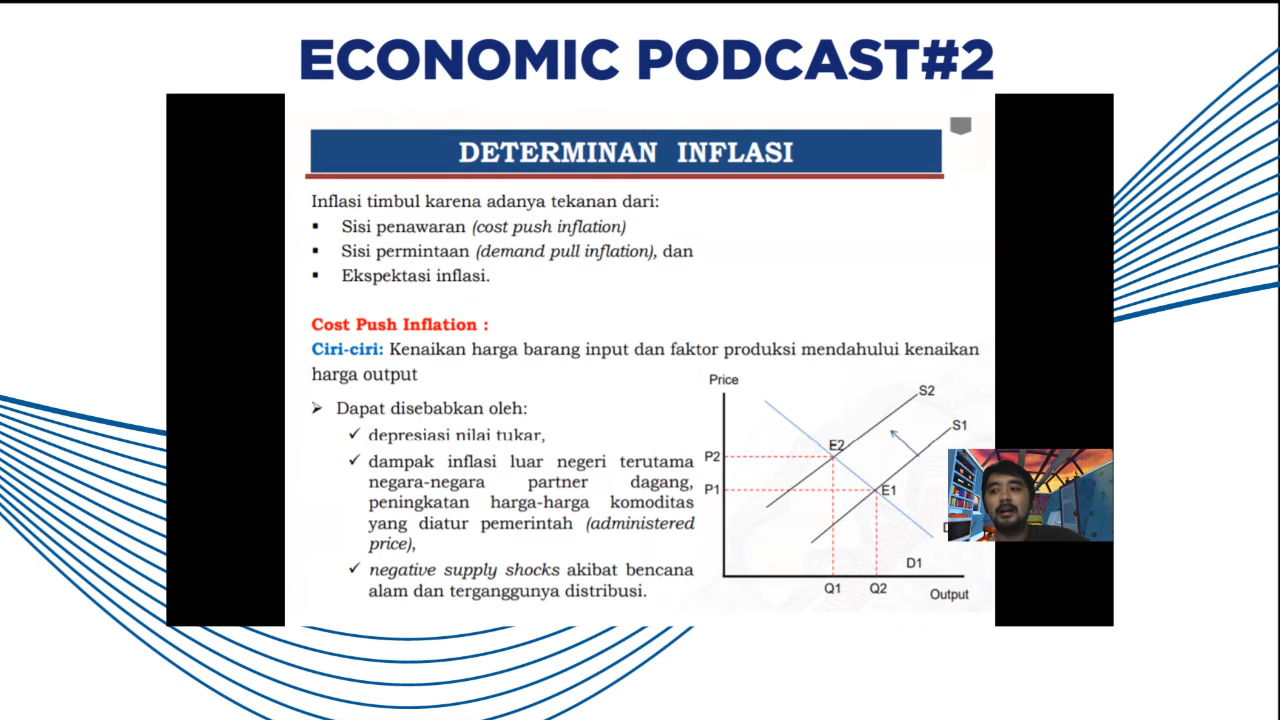 ECONOMIC PODCAST#2
DETERMINAN INFLASI
Inflasi timbul karena adanya tekanan dari:
▪ Sisi penawaran (cost push inflation)
▪ Sisi permintaan (demand pull inflation), dan
▪ Ekspektasi inflasi.
Cost Push Inflation :
Ciri-ciri: Kenaikan harga barang input dan faktor produksi mendahului kenaikan
harga output
➢ Dapat disebabkan oleh:
✓ depresiasi nilai tukar,
✓ dampak inflasi luar negeri terutama
negara-negara partner dagang,
peningkatan harga-harga komoditas
yang diatur pemerintah (administered
price),
✓ negative supply shocks akibat bencana
alam dan terganggunya distribusi.
Price
S2
S1
E2
P2
P1
E1
D1
Q1
Q2
Output